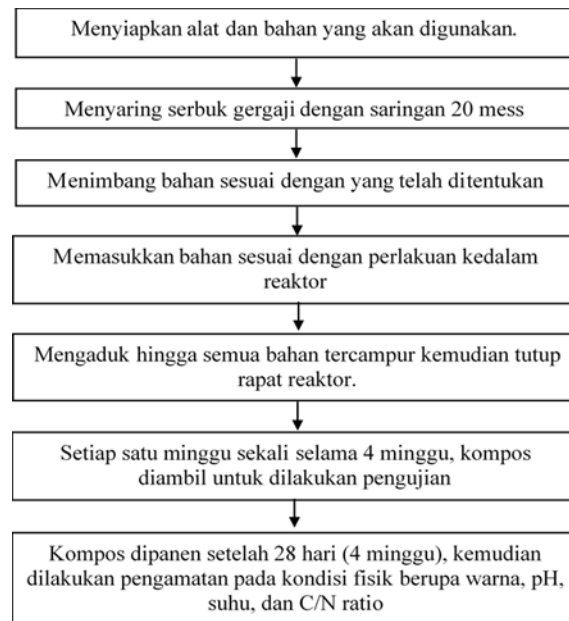 Menyiapkan alat dan bahan yang akan digunakan.
Menyaring serbuk gergaji dengan saringan 20 mess
Menimbang bahan sesuai dengan yang telah ditentukan
Memasukkan bahan sesuai dengan perlakuan kedalam
reaktor
Mengaduk hingga semua bahan tercampur kemudian tutup
rapat reaktor.
Setiap satu minggu sekali selama 4 minggu, kompos
diambil untuk dilakukan pengujian
Kompos dipanen setelah 28 hari (4 minggu), kemudian
dilakukan pengamatan pada kondisi fisik berupa warna, pH,
suhu, dan C/N ratio